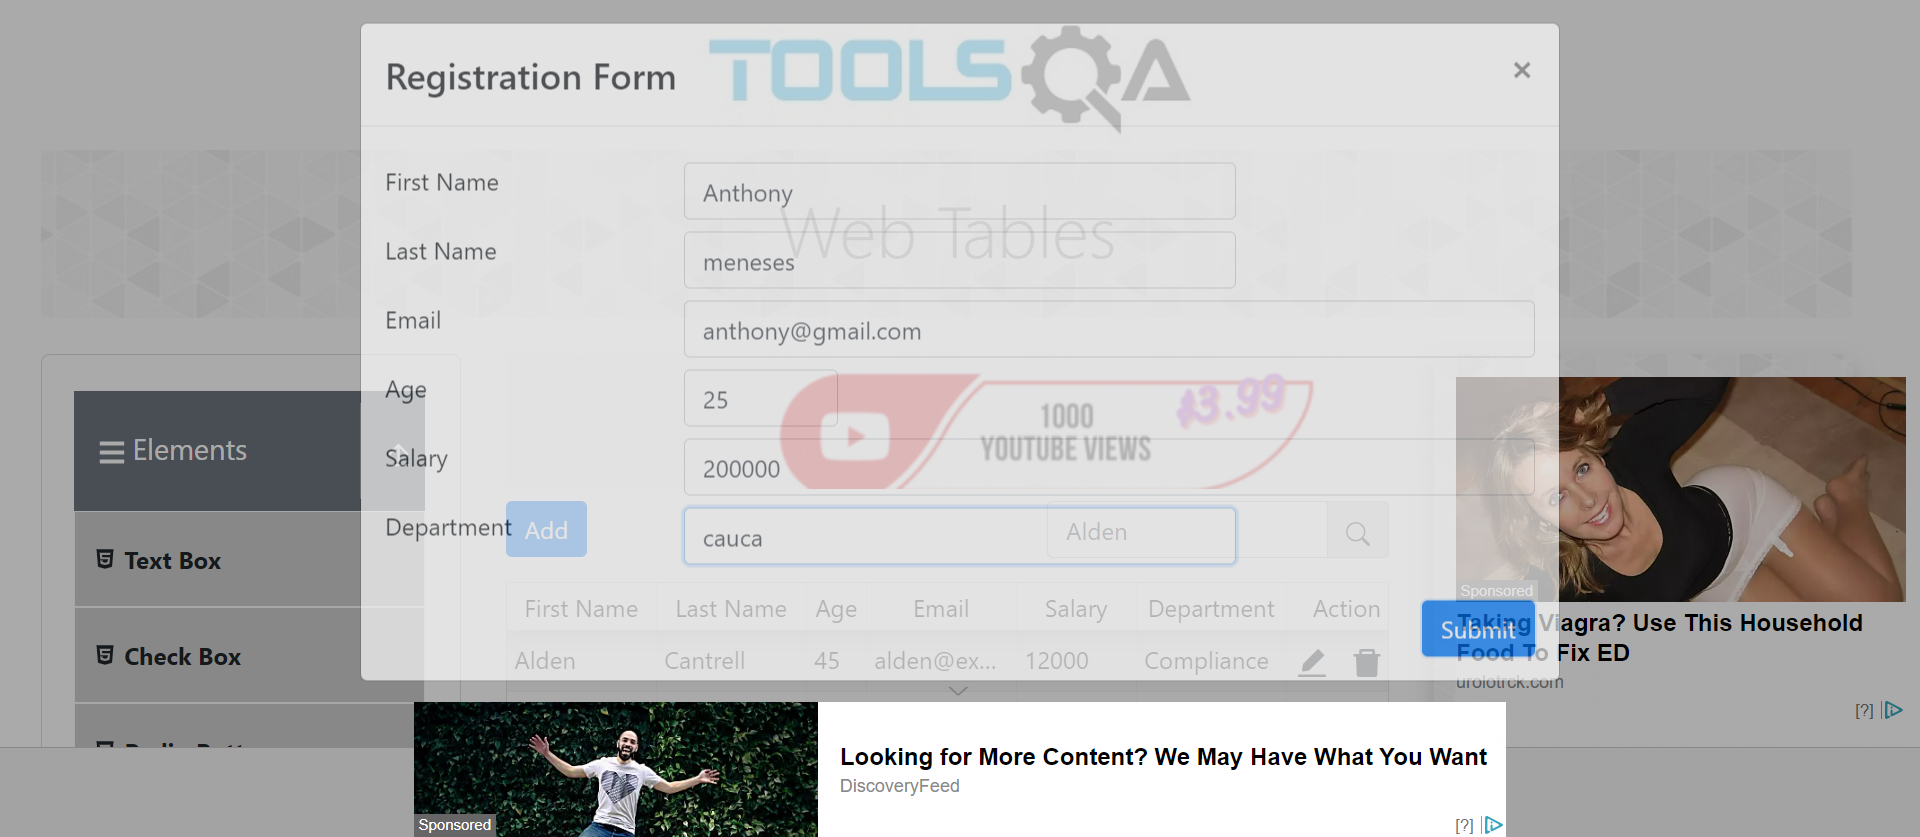 TOOLSQA
Registration Form
×
Web Tables
First Name
Anthony
Last Name
meneses
Email
anthony@gmail.com
Age
25
Salary
200000
Department
cauca
Submit
Elements
Text Box
Check Box
1000
YOUTUBE VIEWS
$3.99
Add
Alden
First Name Last Name Age Email Salary Department Action
Alden Cantrell 45 alden@ex... 12000 Compliance
Sponsored
Taking Viagra? Use This Household
Food To Fix ED
urolotrck.com
[?]
Sponsored
Looking for More Content? We May Have What You Want
DiscoveryFeed
[?]